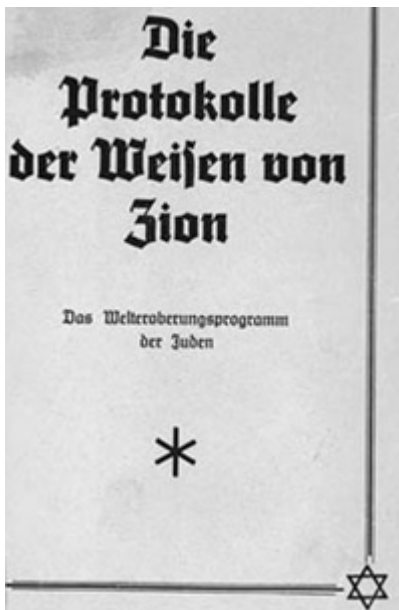 Die
Protokolle
der Weisen von
Zion
Das Welteroberungsprogramm
der Juden